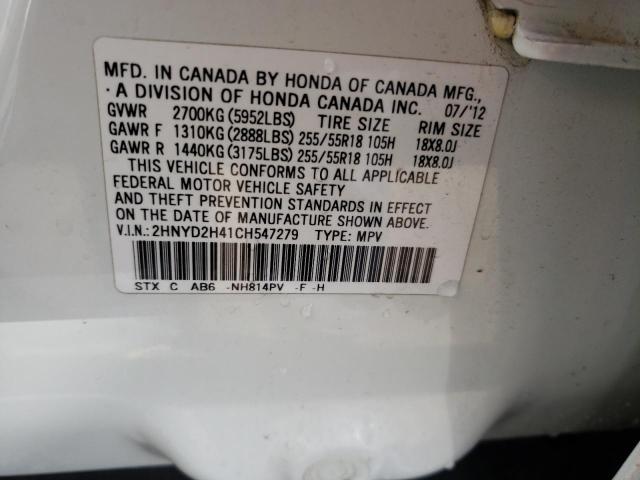 MFD. IN CANADA BY HONDA OF CANADA MFG.,
· A DIVISION OF HONDA CANADA INC. 07/'12
GVWR 2700KG (5952LBS) TIRE SIZE RIM SIZE
GAWR F 1310KG (2888LBS) 255/55R18 105H 18X8.0J
GAWR R 1440KG (3175LBS) 255/55R18 105H 18X8.0J
THIS VEHICLE CONFORMS TO ALL APPLICABLE
FEDERAL MOTOR VEHICLE SAFETY
AND THEFT PREVENTION STANDARDS IN EFFECT
ON THE DATE OF MANUFACTURE SHOWN ABOVE.
V.I.N.: 2HNYD2H41CH547279 TYPE: MPV
STX C AB6 -NH814PV -F -H